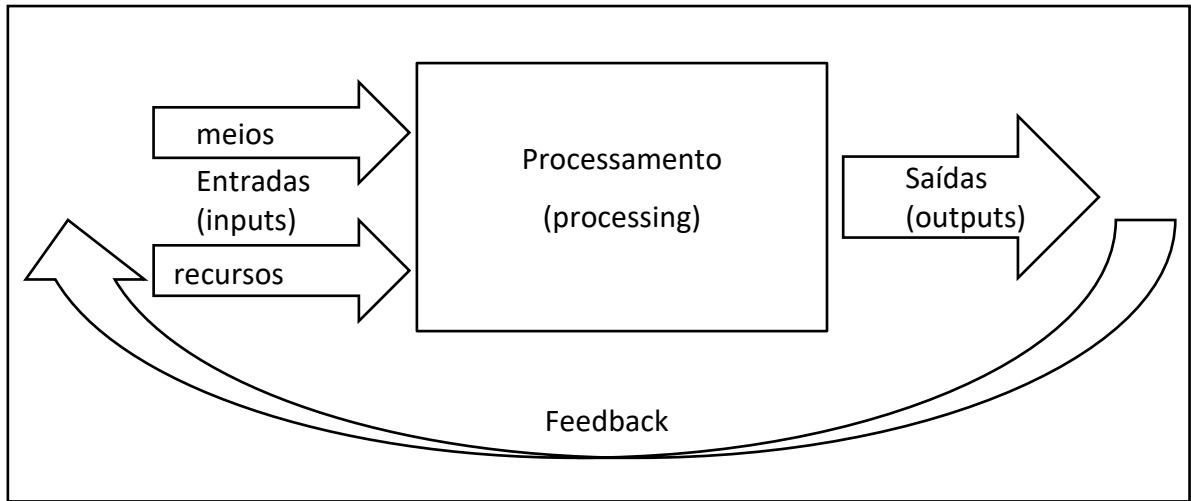 meios
Entradas
(inputs)
recursos
Processamento
(processing)
Saídas
(outputs)
Feedback